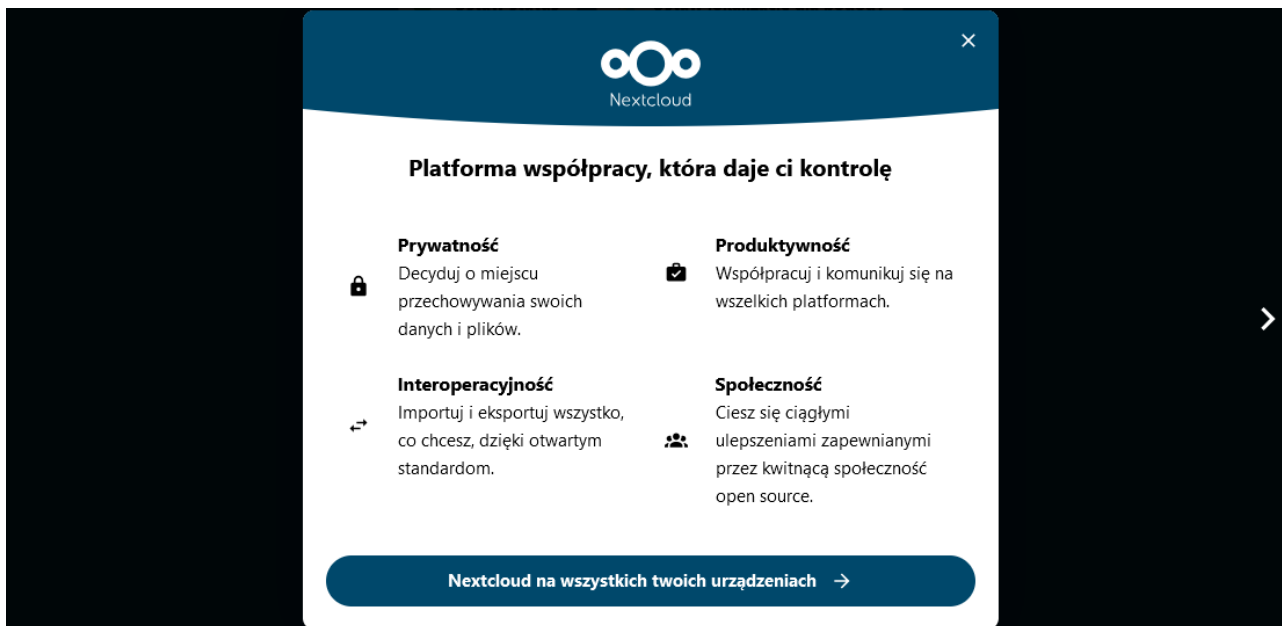 Nextcloud
Platforma współpracy, która daje ci kontrolę
Prywatność
Decyduj o miejscu
przechowywania swoich
danych i plików.
Produktywność
Współpracuj i komunikuj się na
wszelkich platformach.
Interoperacyjność
Importuj i eksportuj wszystko,
co chcesz, dzięki otwartym
standardom.
Społeczność
Ciesz się ciągłymi
ulepszeniami zapewnianymi
przez kwitnącą społeczność
open source.
Nextcloud na wszystkich twoich urządzeniach